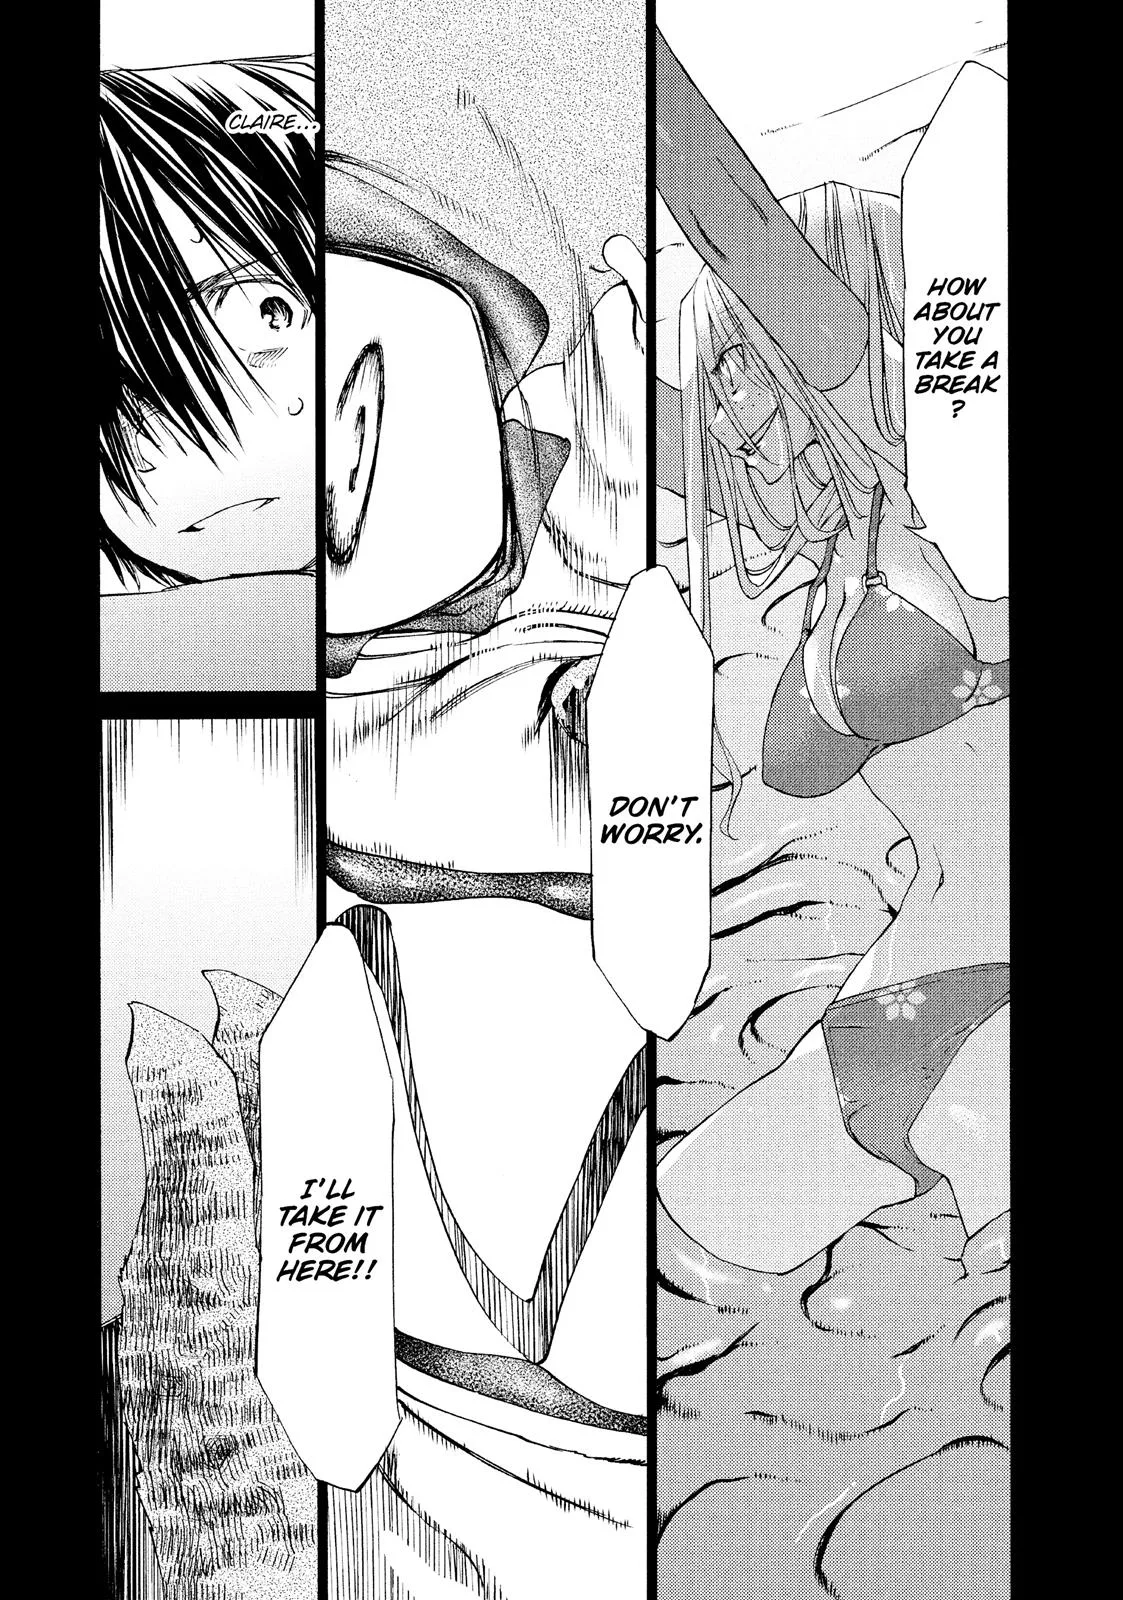 HOW
ABOUT
YOU
TAKE A
BREAK
?
DON'T
WORRY.
I'LL
TAKE IT
FROM
HERE!!
CLAIRE...